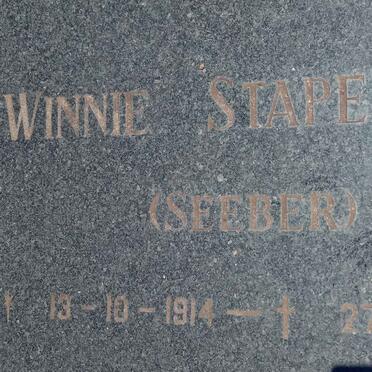 WINNIE STAPE
(SEEBER)
* 13-10-1914 — † 27